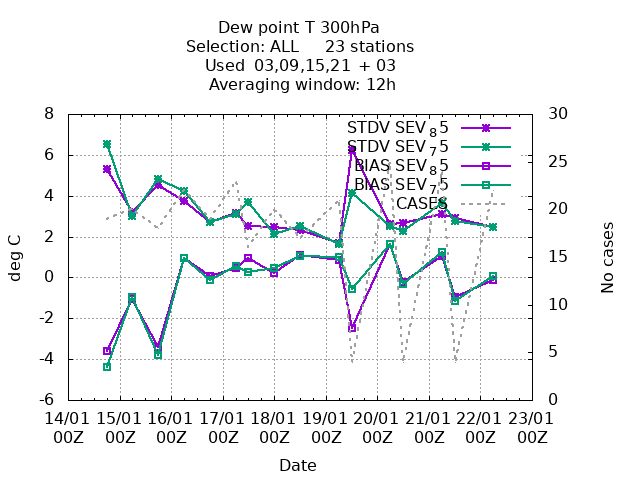 Dew point T 300hPa
Selection: ALL 23 stations
Used 03,09,15,21 + 03
Averaging window: 12h
8
6
4
2
0
-2
-4
-6
deg C
30
25
20
15
10
5
0
No cases
STDV SEV₈5
STDV SEV₇5
BIAS SEV₈5
BIAS SEV₇5
CASES
14/01 15/01 16/01 17/01 18/01 19/01 20/01 21/01 22/01 23/01
00Z 00Z 00Z 00Z 00Z 00Z 00Z 00Z 00Z 00Z
Date